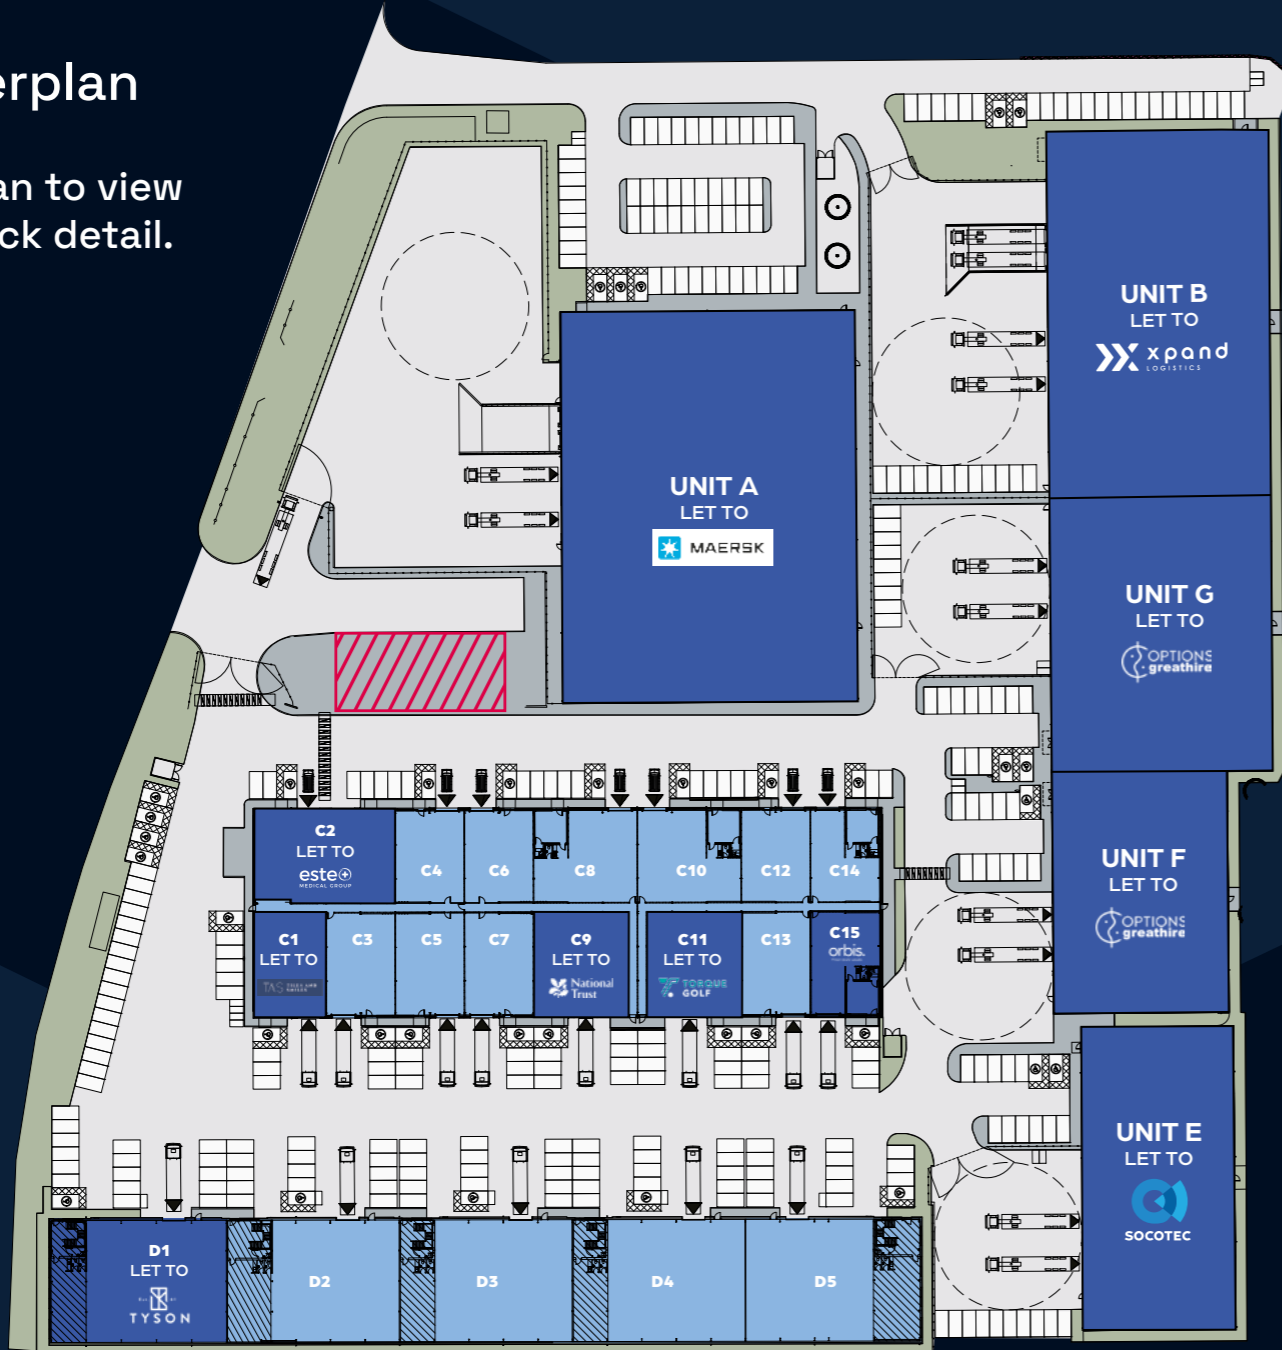 erplan
an to view
ck detail.
UNIT B
LET TO
xpand
LOGISTICS
UNIT A
LET TO
MAERSK
UNIT G
LET TO
OPTIONS
greathire
C2
LET TO
este
MEDICAL GROUP
C4
C6
C8
C10
C12
C14
UNIT F
LET TO
OPTIONS
greathire
C1
LET TO
TAS
C3
C5
C7
C9
LET TO
National
Trust
C11
LET TO
TORQUE
GOLF
C13
C15
orbis.
UNIT E
LET TO
SOCOTEC
D1
LET TO
TYSON
D2
D3
D4
D5